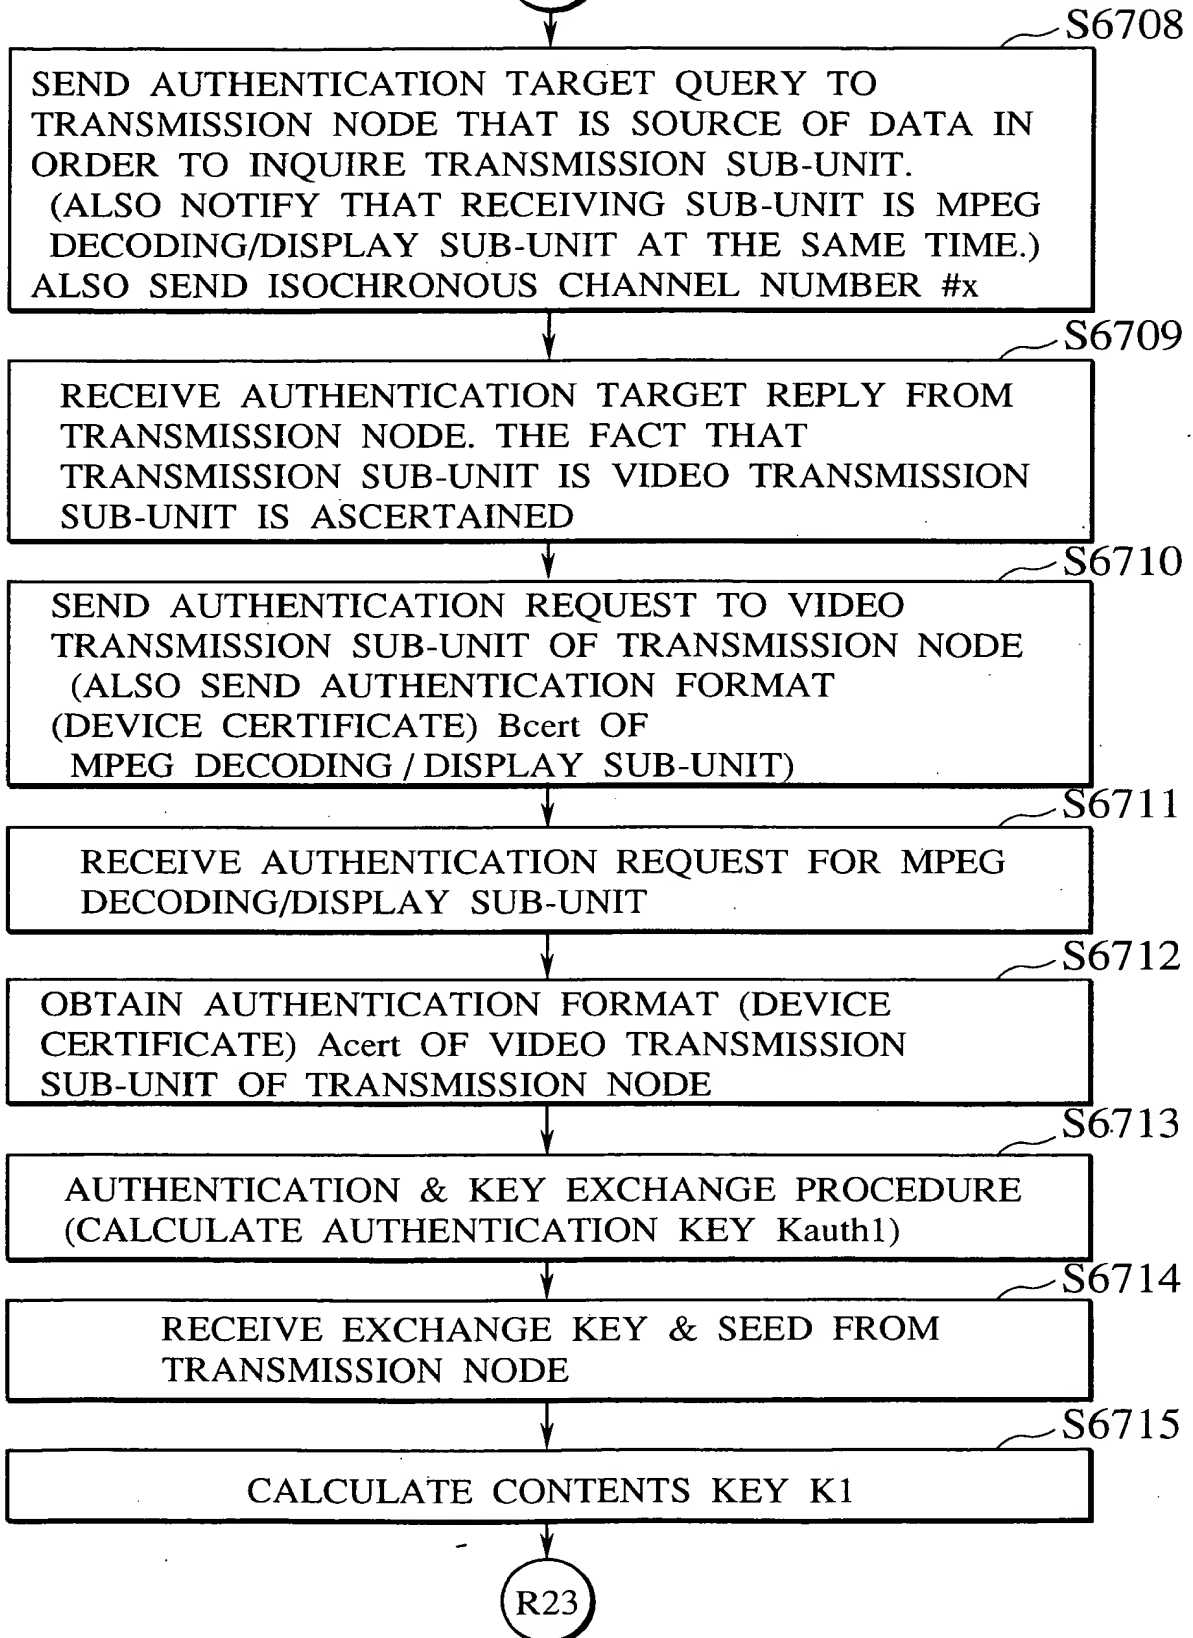 S6708
SEND AUTHENTICATION TARGET QUERY TO
TRANSMISSION NODE THAT IS SOURCE OF DATA IN
ORDER TO INQUIRE TRANSMISSION SUB-UNIT.
(ALSO NOTIFY THAT RECEIVING SUB-UNIT IS MPEG
DECODING/DISPLAY SUB-UNIT AT THE SAME TIME.)
ALSO SEND ISOCHRONOUS CHANNEL NUMBER #x
S6709
RECEIVE AUTHENTICATION TARGET REPLY FROM
TRANSMISSION NODE. THE FACT THAT
TRANSMISSION SUB-UNIT IS VIDEO TRANSMISSION
SUB-UNIT IS ASCERTAINED
S6710
SEND AUTHENTICATION REQUEST TO VIDEO
TRANSMISSION SUB-UNIT OF TRANSMISSION NODE
(ALSO SEND AUTHENTICATION FORMAT
(DEVICE CERTIFICATE) Bcert OF
MPEG DECODING / DISPLAY SUB-UNIT)
S6711
RECEIVE AUTHENTICATION REQUEST FOR MPEG
DECODING/DISPLAY SUB-UNIT
S6712
OBTAIN AUTHENTICATION FORMAT (DEVICE
CERTIFICATE) Acert OF VIDEO TRANSMISSION
SUB-UNIT OF TRANSMISSION NODE
S6713
AUTHENTICATION & KEY EXCHANGE PROCEDURE
(CALCULATE AUTHENTICATION KEY Kauth1)
S6714
RECEIVE EXCHANGE KEY & SEED FROM
TRANSMISSION NODE
S6715
CALCULATE CONTENTS KEY K1
R23